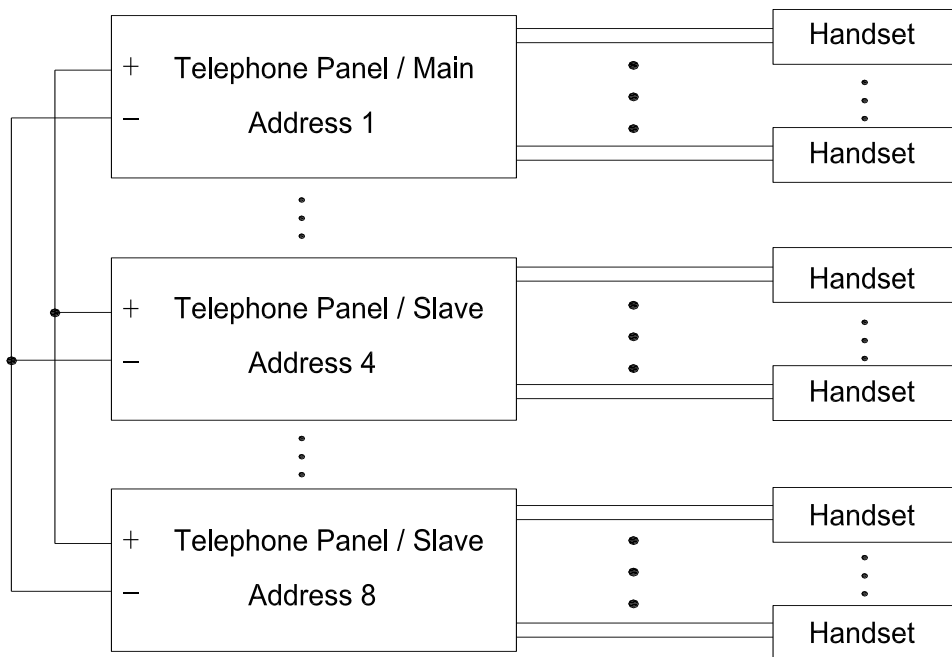 Handset
+ Telephone Panel / Main
− Address 1
Handset
Handset
+ Telephone Panel / Slave
− Address 4
Handset
Handset
+ Telephone Panel / Slave
− Address 8
Handset